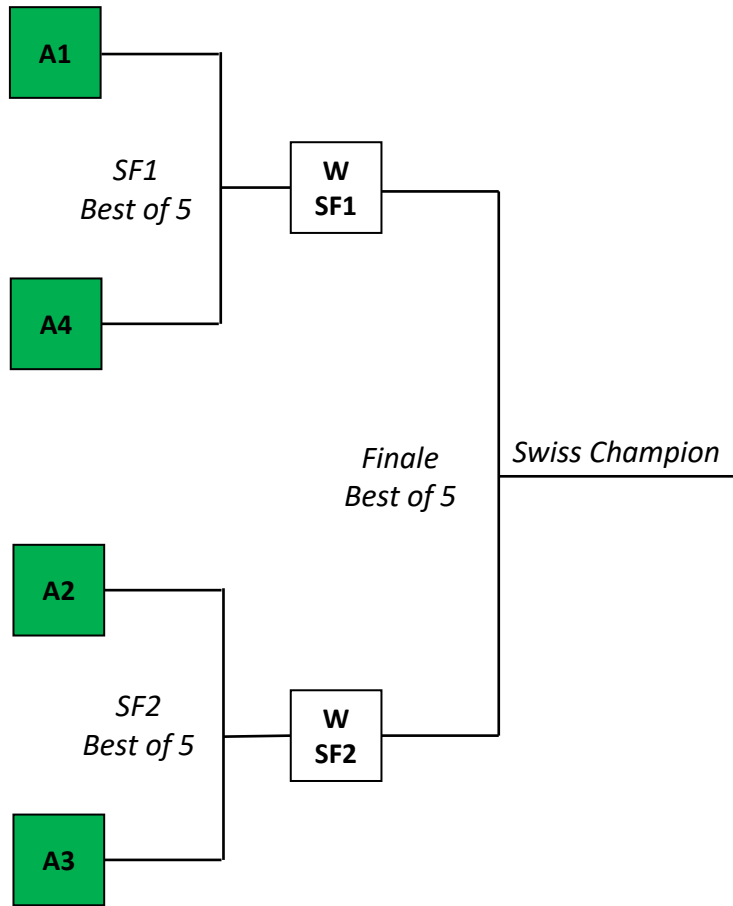 A1
SF1
Best of 5
W
SF1
A4
Finale
Best of 5
Swiss Champion
A2
SF2
Best of 5
W
SF2
A3